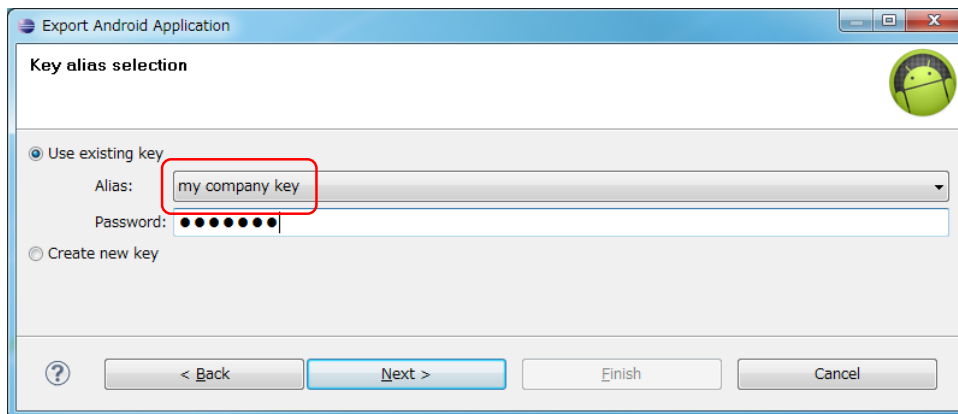 Export Android Application
Key alias selection
Use existing key
Alias: my company key
Password: ●●●●●●●
Create new key
? < Back Next > Finish Cancel